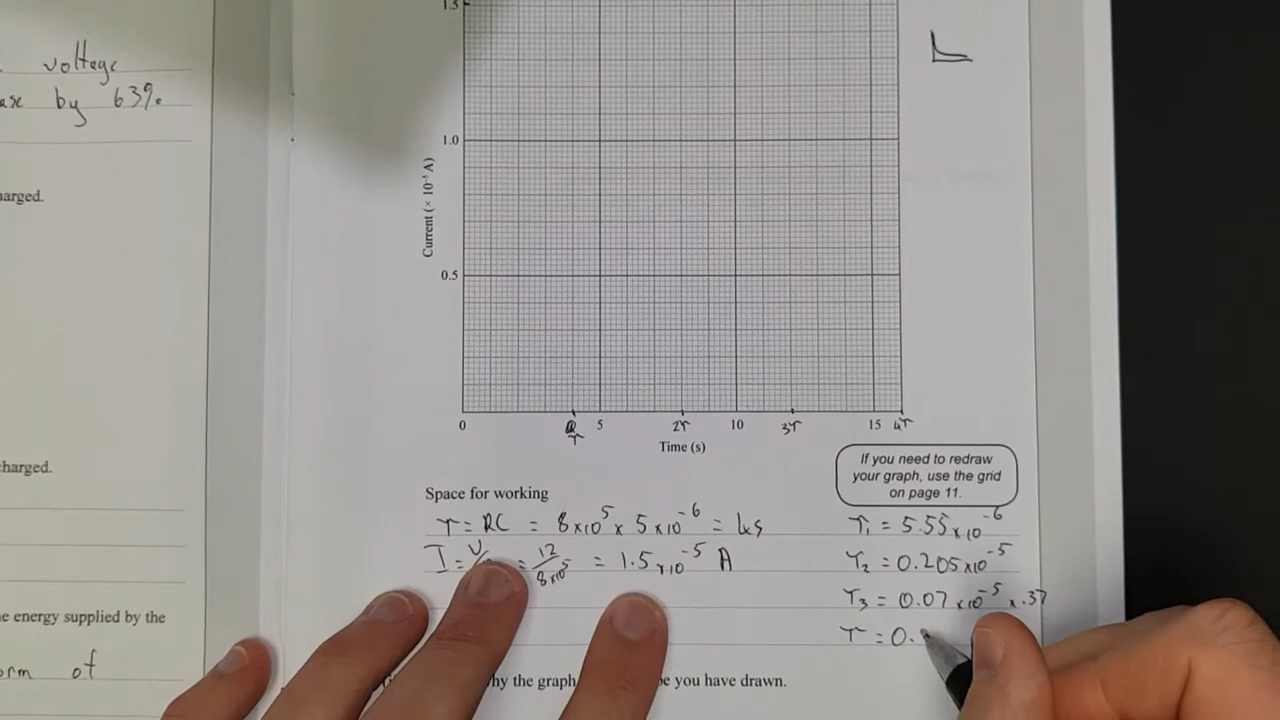 voltage
ase by 63%
harged.
charged.
e energy supplied by the
orm of
1.5
1.0
0.5
Current (× 10⁻⁵ A)
0 τ 5 2τ 10 3τ 15 4τ
Time (s)
If you need to redraw
your graph, use the grid
on page 11.
Space for working
τ = RC = 8×10⁵ × 5×10⁻⁶ = 4s
I = V/ = 12/8×10⁵ = 1.5×10⁻⁵ A
τ₁ = 5.55×10⁻⁶
τ₂ = 0.205×10⁻⁵
τ₃ = 0.07×10⁻⁵ × .37
τ = 0.
hy the graph e you have drawn.